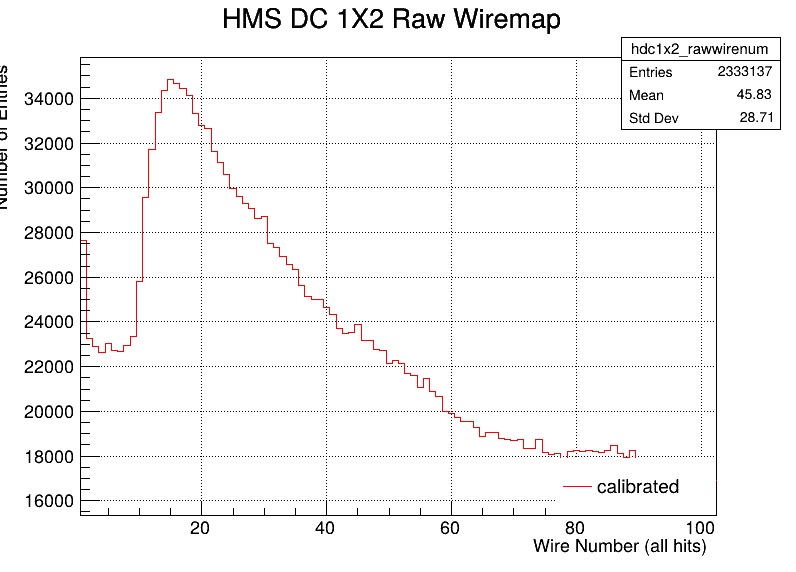 HMS DC 1X2 Raw Wiremap
hdc1x2_rawwirenum
Entries 2333137
Mean 45.83
Std Dev 28.71
Number of Entries
34000
32000
30000
28000
26000
24000
22000
20000
18000
16000
calibrated
20 40 60 80 100
Wire Number (all hits)